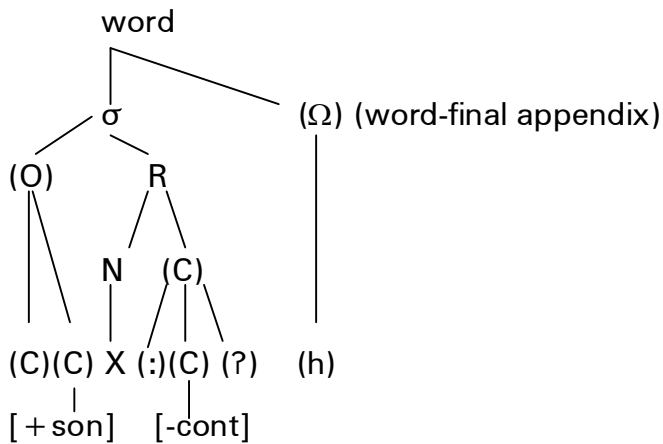 word
σ (Ω) (word-final appendix)
(O) R
N (C)
(C)(C) X (:)(C) (ʔ) (h)
[+son] [-cont]